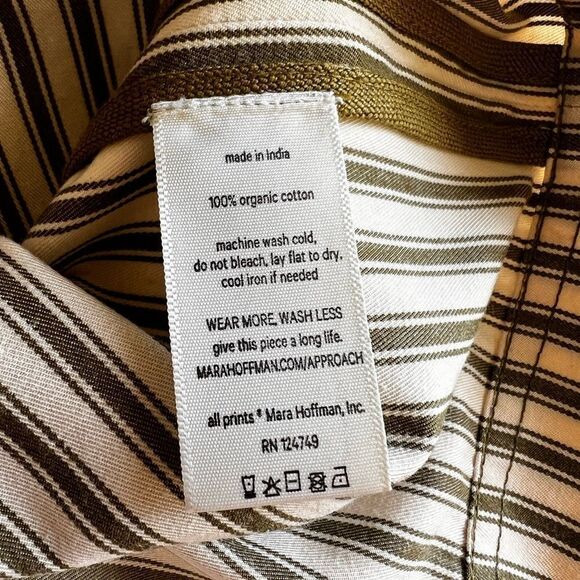 made in India
100% organic cotton
machine wash cold,
do not bleach, lay flat to dry,
cool iron if needed
WEAR MORE, WASH LESS
give this piece a long life.
MARAHOFFMAN.COM/APPROACH
all prints ® Mara Hoffman, Inc.
RN 124749